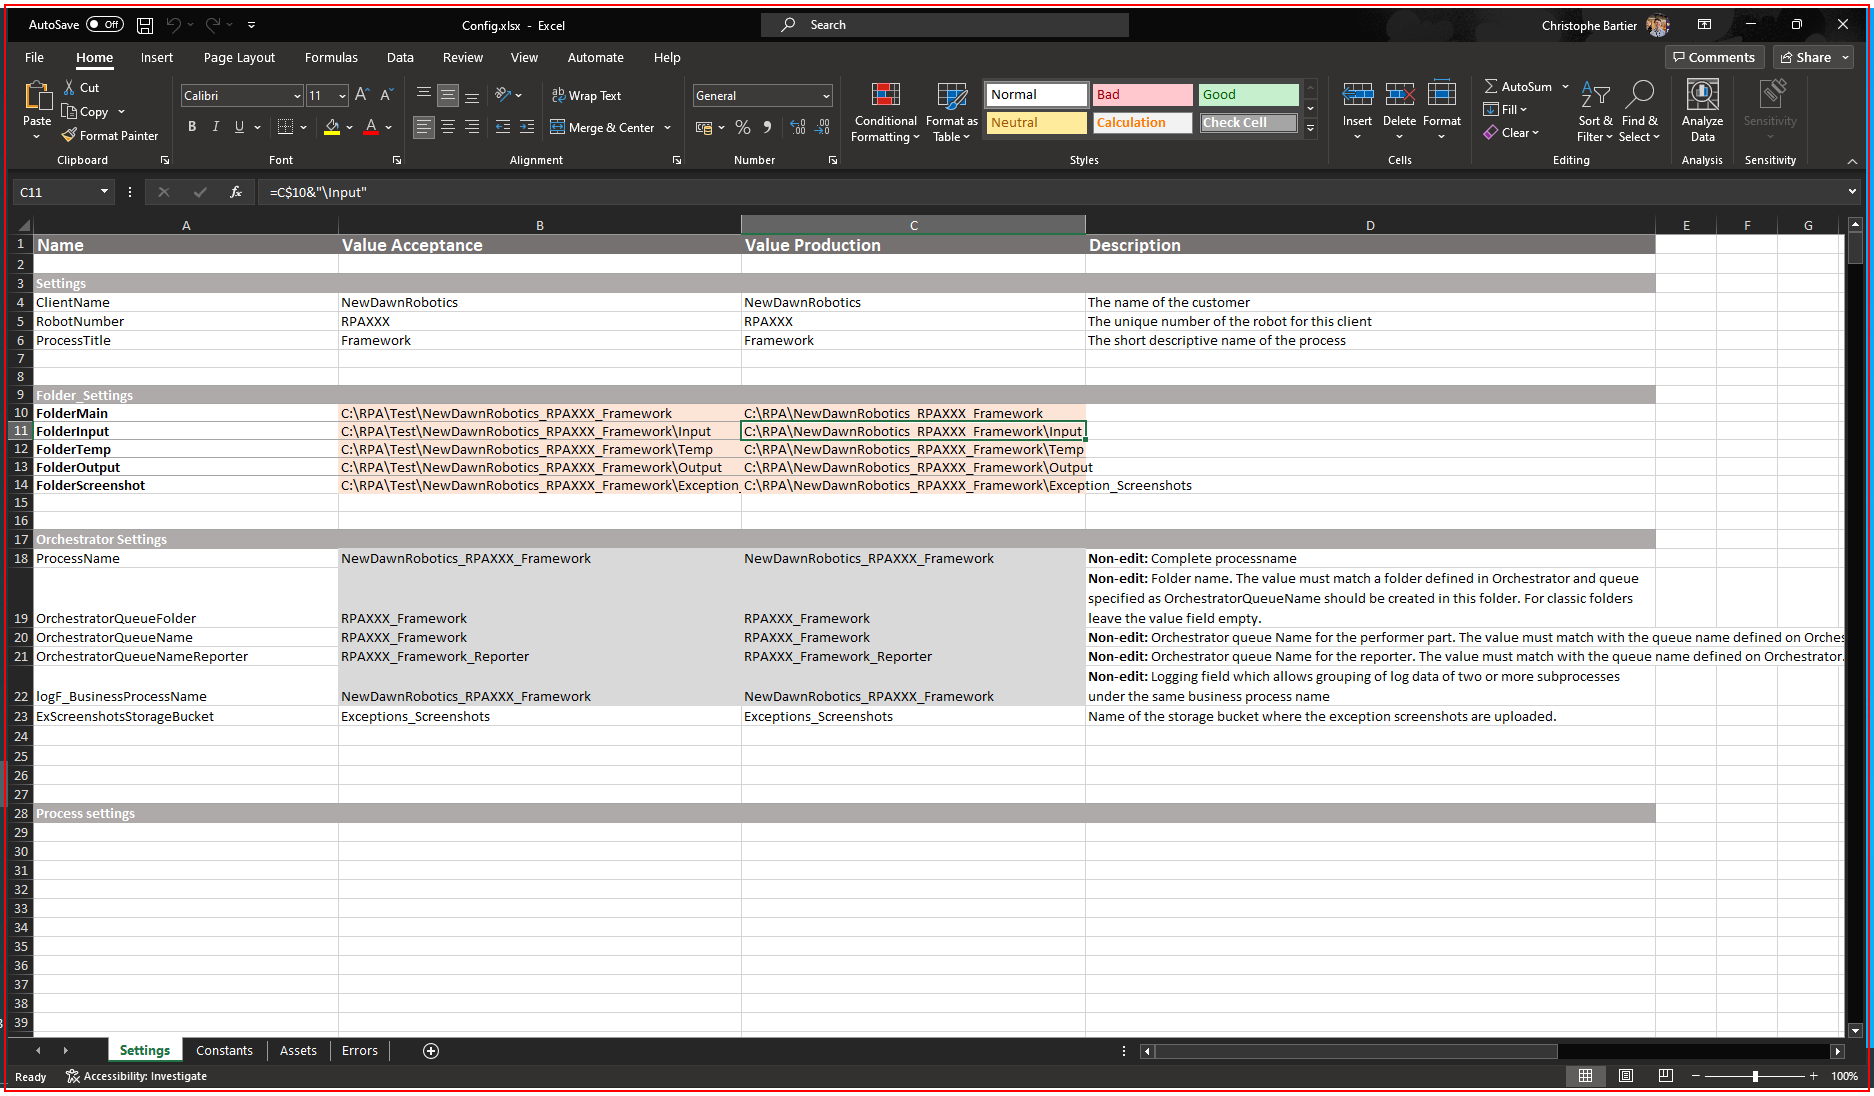 AutoSave Off Config.xlsx - Excel Search Christophe Bartier
File Home Insert Page Layout Formulas Data Review View Automate Help Comments Share
Paste Cut Copy Format Painter Clipboard
Calibri 11 A A B I U A Font
Wrap Text Merge & Center Alignment
General % Number
Conditional Formatting Format as Table
Normal Bad Good
Neutral Calculation Check Cell
Styles
Insert Delete Format Cells
AutoSum Fill Clear Sort & Filter Find & Select Editing
Analyze Data Analysis
Sensitivity Sensitivity
C11 fx =C$10&"\Input"
A B C D E F G
1 Name Value Acceptance Value Production Description
2
3 Settings
4 ClientName NewDawnRobotics NewDawnRobotics The name of the customer
5 RobotNumber RPAXXX RPAXXX The unique number of the robot for this client
6 ProcessTitle Framework Framework The short descriptive name of the process
7
8
9 Folder_Settings
10 FolderMain C:\RPA\Test\NewDawnRobotics_RPAXXX_Framework C:\RPA\NewDawnRobotics_RPAXXX_Framework
11 FolderInput C:\RPA\Test\NewDawnRobotics_RPAXXX_Framework\Input C:\RPA\NewDawnRobotics_RPAXXX_Framework\Input
12 FolderTemp C:\RPA\Test\NewDawnRobotics_RPAXXX_Framework\Temp C:\RPA\NewDawnRobotics_RPAXXX_Framework\Temp
13 FolderOutput C:\RPA\Test\NewDawnRobotics_RPAXXX_Framework\Output C:\RPA\NewDawnRobotics_RPAXXX_Framework\Output
14 FolderScreenshot C:\RPA\Test\NewDawnRobotics_RPAXXX_Framework\Exception_ C:\RPA\NewDawnRobotics_RPAXXX_Framework\Exception_Screenshots
15
16
17 Orchestrator Settings
18 ProcessName NewDawnRobotics_RPAXXX_Framework NewDawnRobotics_RPAXXX_Framework Non-edit: Complete processname
Non-edit: Folder name. The value must match a folder defined in Orchestrator and queue
specified as OrchestratorQueueName should be created in this folder. For classic folders
19 OrchestratorQueueFolder RPAXXX_Framework RPAXXX_Framework leave the value field empty.
20 OrchestratorQueueName RPAXXX_Framework RPAXXX_Framework Non-edit: Orchestrator queue Name for the performer part. The value must match with the queue name defined on Orches
21 OrchestratorQueueNameReporter RPAXXX_Framework_Reporter RPAXXX_Framework_Reporter Non-edit: Orchestrator queue Name for the reporter. The value must match with the queue name defined on Orchestrator.
Non-edit: Logging field which allows grouping of log data of two or more subprocesses
22 logF_BusinessProcessName NewDawnRobotics_RPAXXX_Framework NewDawnRobotics_RPAXXX_Framework under the same business process name
23 ExScreenshotsStorageBucket Exceptions_Screenshots Exceptions_Screenshots Name of the storage bucket where the exception screenshots are uploaded.
24
25
26
27
28 Process settings
29
30
31
32
33
34
35
36
37
38
39
Settings Constants Assets Errors
Ready Accessibility: Investigate 100%